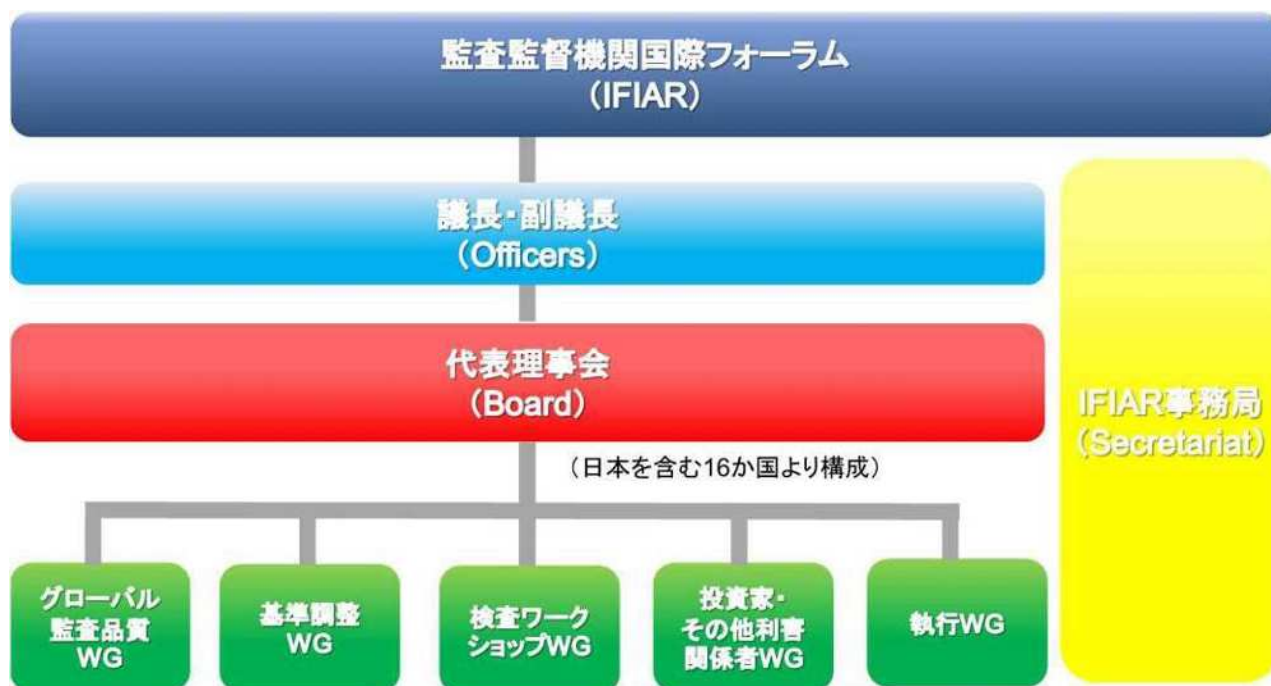 監査監督機関国際フォーラム
（IFIAR）
議長・副議長
（Officers）
代表理事会
（Board）
（日本を含む16か国より構成）
IFIAR事務局
（Secretariat）
グローバル
監査品質
WG
基準調整
WG
検査ワーク
ショップWG
投資家・
その他利害
関係者WG
執行WG